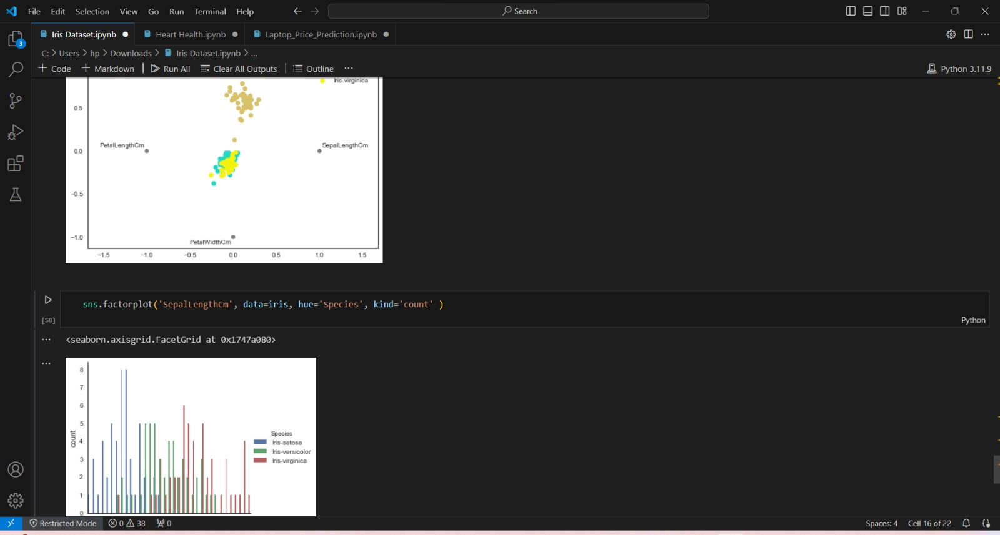 File Edit Selection View Go Run Terminal Help Search
Iris Dataset.ipynb Heart Health.ipynb Laptop_Price_Prediction.ipynb
3
C: > Users > hp > Downloads > Iris Dataset.ipynb > ...
+ Code + Markdown | Run All Clear All Outputs | Outline ... Python 3.11.9
Iris-virginica
0.5
PetalLengthCm SepalLengthCm
0.0
−0.5
−1.0
PetalWidthCm
−1.5 −1.0 −0.5 0.0 0.5 1.0 1.5
sns.factorplot('SepalLengthCm', data=iris, hue='Species', kind='count' )
[58] Python
<seaborn.axisgrid.FacetGrid at 0x1747a080>
8
7
6
5
4
3
2
1
0
count
Species
Iris-setosa
Iris-versicolor
Iris-virginica
Restricted Mode 0 38 0 Spaces: 4 Cell 16 of 22